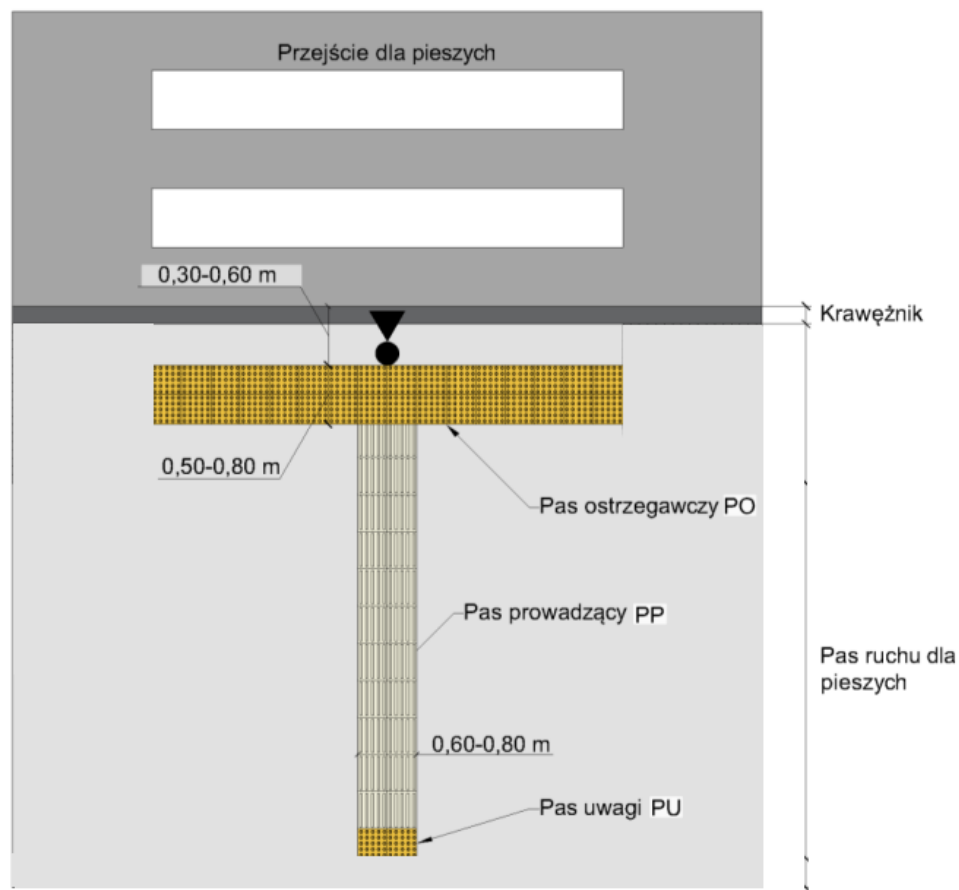 Przejście dla pieszych
0,30-0,60 m
Krawężnik
0,50-0,80 m
Pas ostrzegawczy PO
Pas prowadzący PP
Pas ruchu dla
pieszych
0,60-0,80 m
Pas uwagi PU